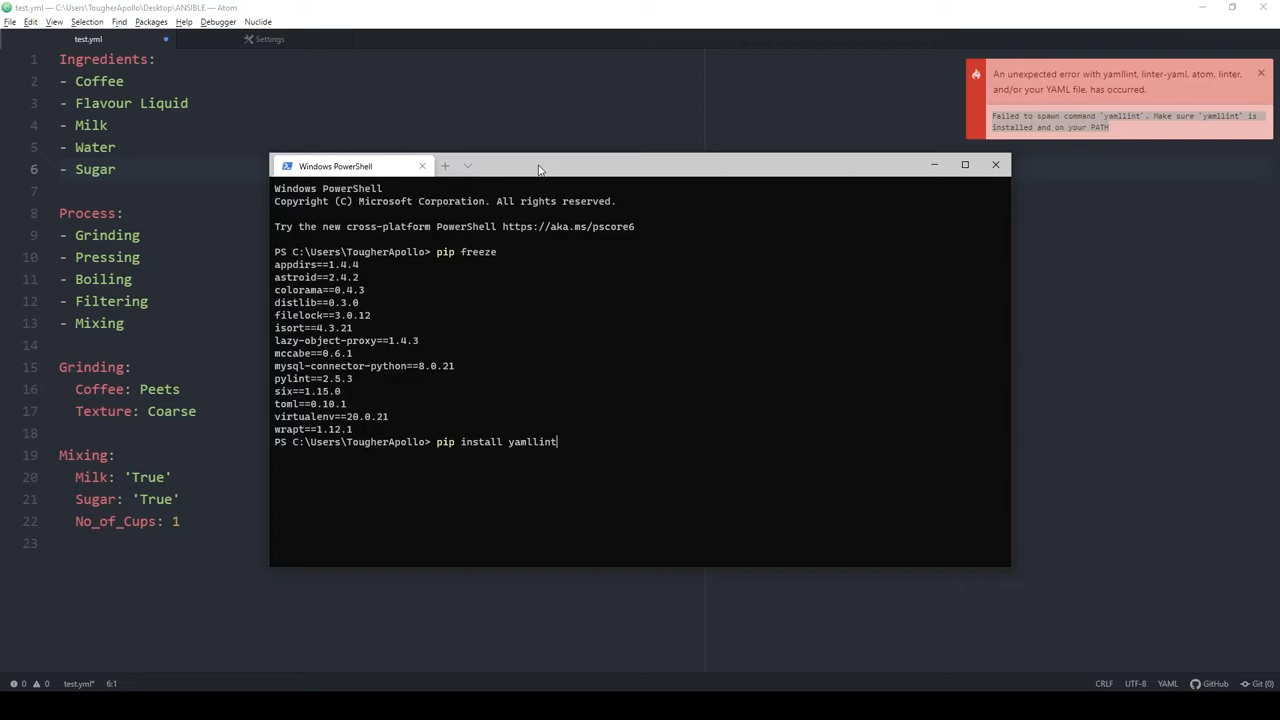 test.yml — C:\Users\TougherApollo\Desktop\ANSIBLE — Atom
File Edit View Selection Find Packages Help Debugger Nuclide
test.yml
Settings
1 Ingredients:
2 - Coffee
3 - Flavour Liquid
4 - Milk
5 - Water
6 - Sugar
7
8 Process:
9 - Grinding
10 - Pressing
11 - Boiling
12 - Filtering
13 - Mixing
14
15 Grinding:
16 Coffee: Peets
17 Texture: Coarse
18
19 Mixing:
20 Milk: 'True'
21 Sugar: 'True'
22 No_of_Cups: 1
23
An unexpected error with yamllint, linter-yaml, atom, linter,
and/or your YAML file, has occurred.
Failed to spawn command `yamllint`. Make sure `yamllint` is
installed and on your PATH
Windows PowerShell
Windows PowerShell
Copyright (C) Microsoft Corporation. All rights reserved.
Try the new cross-platform PowerShell https://aka.ms/pscore6
PS C:\Users\TougherApollo> pip freeze
appdirs==1.4.4
astroid==2.4.2
colorama==0.4.3
distlib==0.3.0
filelock==3.0.12
isort==4.3.21
lazy-object-proxy==1.4.3
mccabe==0.6.1
mysql-connector-python==8.0.21
pylint==2.5.3
six==1.15.0
toml==0.10.1
virtualenv==20.0.21
wrapt==1.12.1
PS C:\Users\TougherApollo> pip install yamllint
0 0 test.yml* 6:1
CRLF UTF-8 YAML GitHub Git (0)